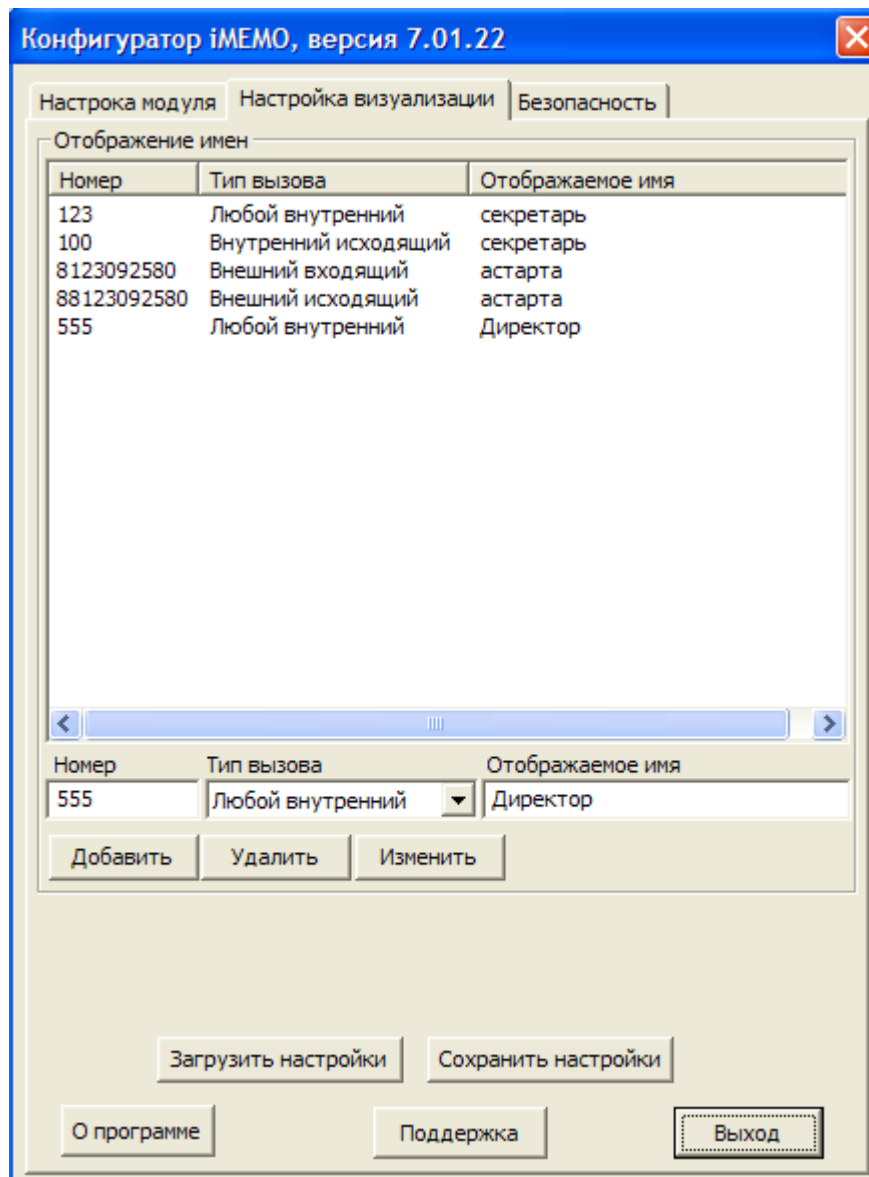 Конфигуратор iMEMO, версия 7.01.22
Настрока модуля Настройка визуализации Безопасность
Отображение имен
Номер Тип вызова Отображаемое имя
123 Любой внутренний секретарь
100 Внутренний исходящий секретарь
8123092580 Внешний входящий астарта
88123092580 Внешний исходящий астарта
555 Любой внутренний Директор
Номер Тип вызова Отображаемое имя
555 Любой внутренний Директор
Добавить Удалить Изменить
Загрузить настройки Сохранить настройки
О программе Поддержка Выход